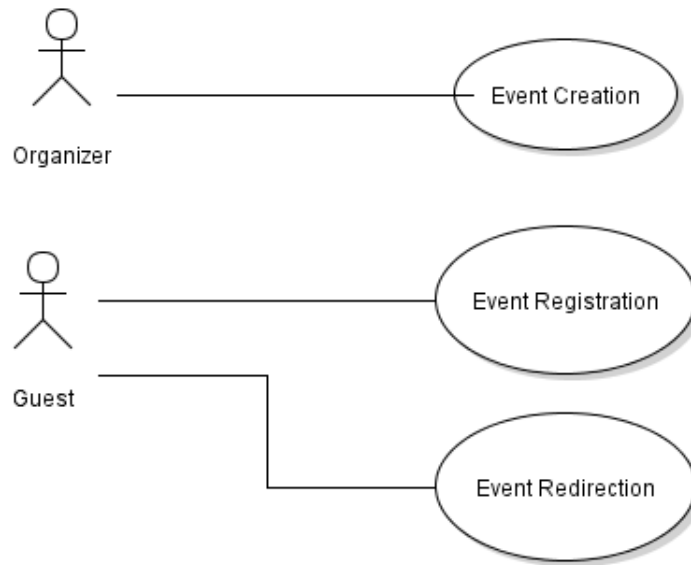 Event Creation
Organizer
Event Registration
Guest
Event Redirection